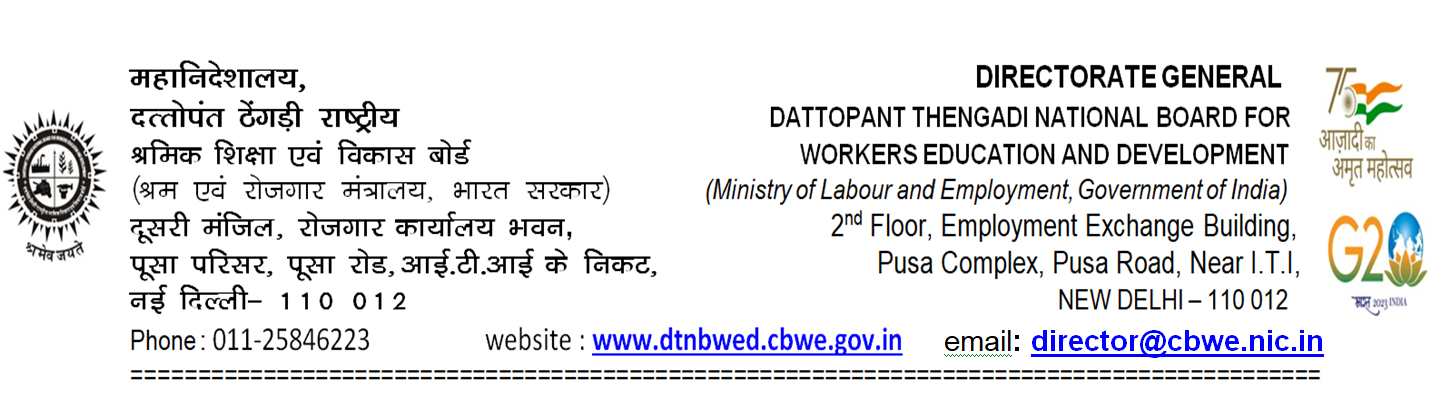 महानिदेशालय,
दत्तोपंत ठेंगड़ी राष्ट्रीय
श्रमिक शिक्षा एवं विकास बोर्ड
(श्रम एवं रोजगार मंत्रालय, भारत सरकार)
दूसरी मंजिल, रोजगार कार्यालय भवन,
पूसा परिसर, पूसा रोड, आई.टी.आई के निकट,
नई दिल्ली– 110 012
श्रमेव जयते
DIRECTORATE GENERAL
DATTOPANT THENGADI NATIONAL BOARD FOR
WORKERS EDUCATION AND DEVELOPMENT
(Ministry of Labour and Employment, Government of India)
2nd Floor, Employment Exchange Building,
Pusa Complex, Pusa Road, Near I.T.I,
NEW DELHI – 110 012
75
आज़ादी का
अमृत महोत्सव
G20
भारत 2023 INDIA
Phone : 011-25846223 website : www.dtnbwed.cbwe.gov.in email: director@cbwe.nic.in